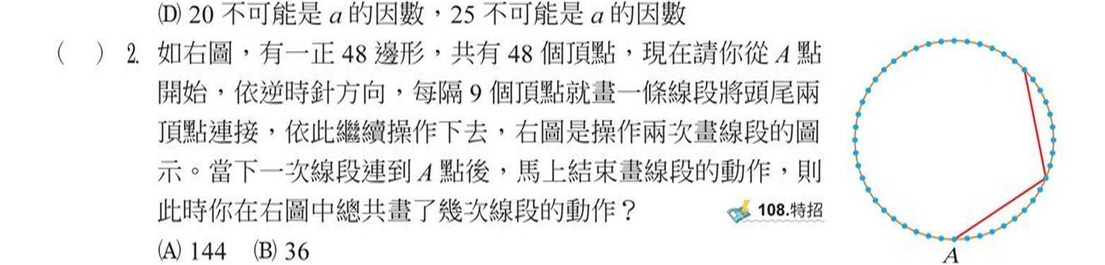 (D) 20 不可能是 a 的因數，25 不可能是 a 的因數
(　) 2. 如右圖，有一正 48 邊形，共有 48 個頂點，現在請你從 A 點
開始，依逆時針方向，每隔 9 個頂點就畫一條線段將頭尾兩
頂點連接，依此繼續操作下去，右圖是操作兩次畫線段的圖
示。當下一次線段連到 A 點後，馬上結束畫線段的動作，則
此時你在右圖中總共畫了幾次線段的動作？
108.特招
(A) 144 (B) 36
A